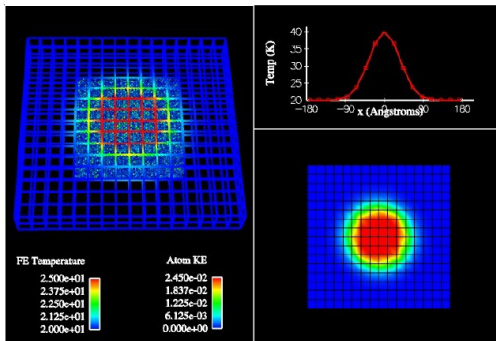 FE Temperature
2.500e+01
2.375e+01
2.250e+01
2.125e+01
2.000e+01
Atom KE
2.450e-02
1.837e-02
1.225e-02
6.125e-03
0.000e+00
Temp (K)
40
35
30
25
20
-180 -90 0 90 180
x (Angstroms)